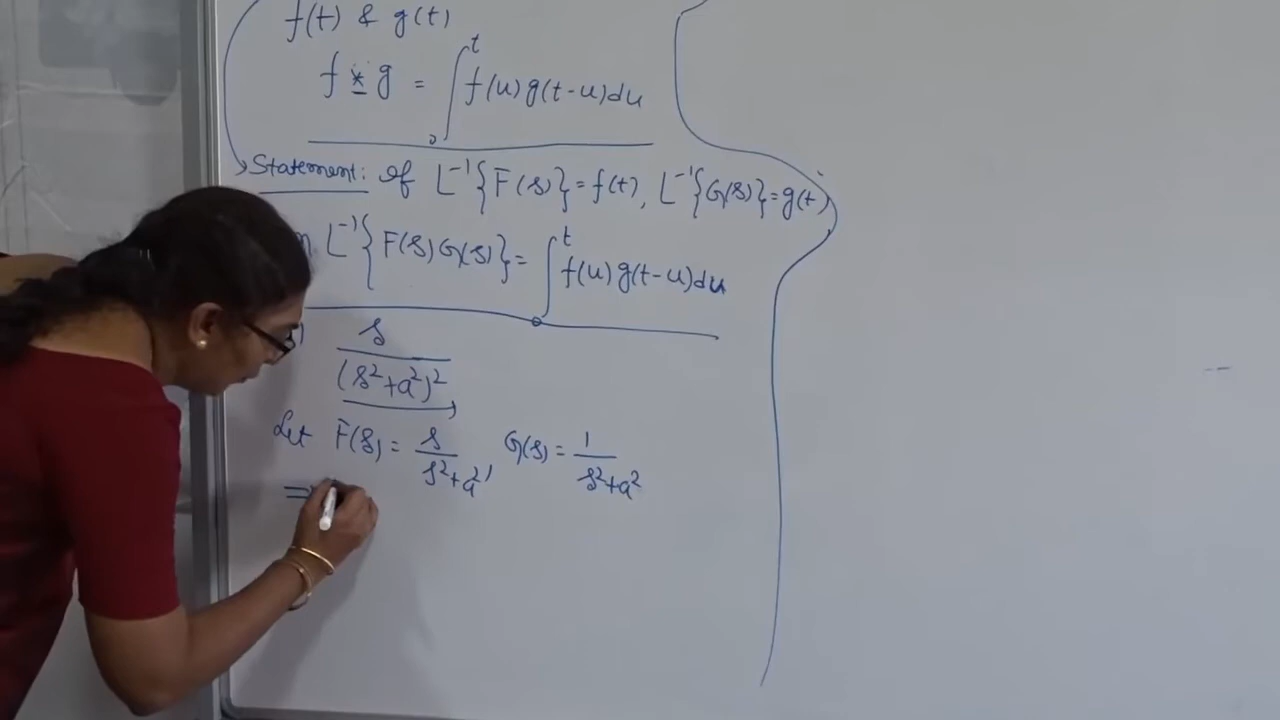 f(t) & g(t)
f * g = ∫₀ᵗ f(u) g(t-u) du
Statement: If L⁻¹{F(s)} = f(t), L⁻¹{G(s)} = g(t)
L⁻¹{F(s) G(s)} = ∫₀ᵗ f(u) g(t-u) du
s / (s²+a²)²
Let F(s) = s / (s²+a²), G(s) = 1 / (s²+a²)
⇒